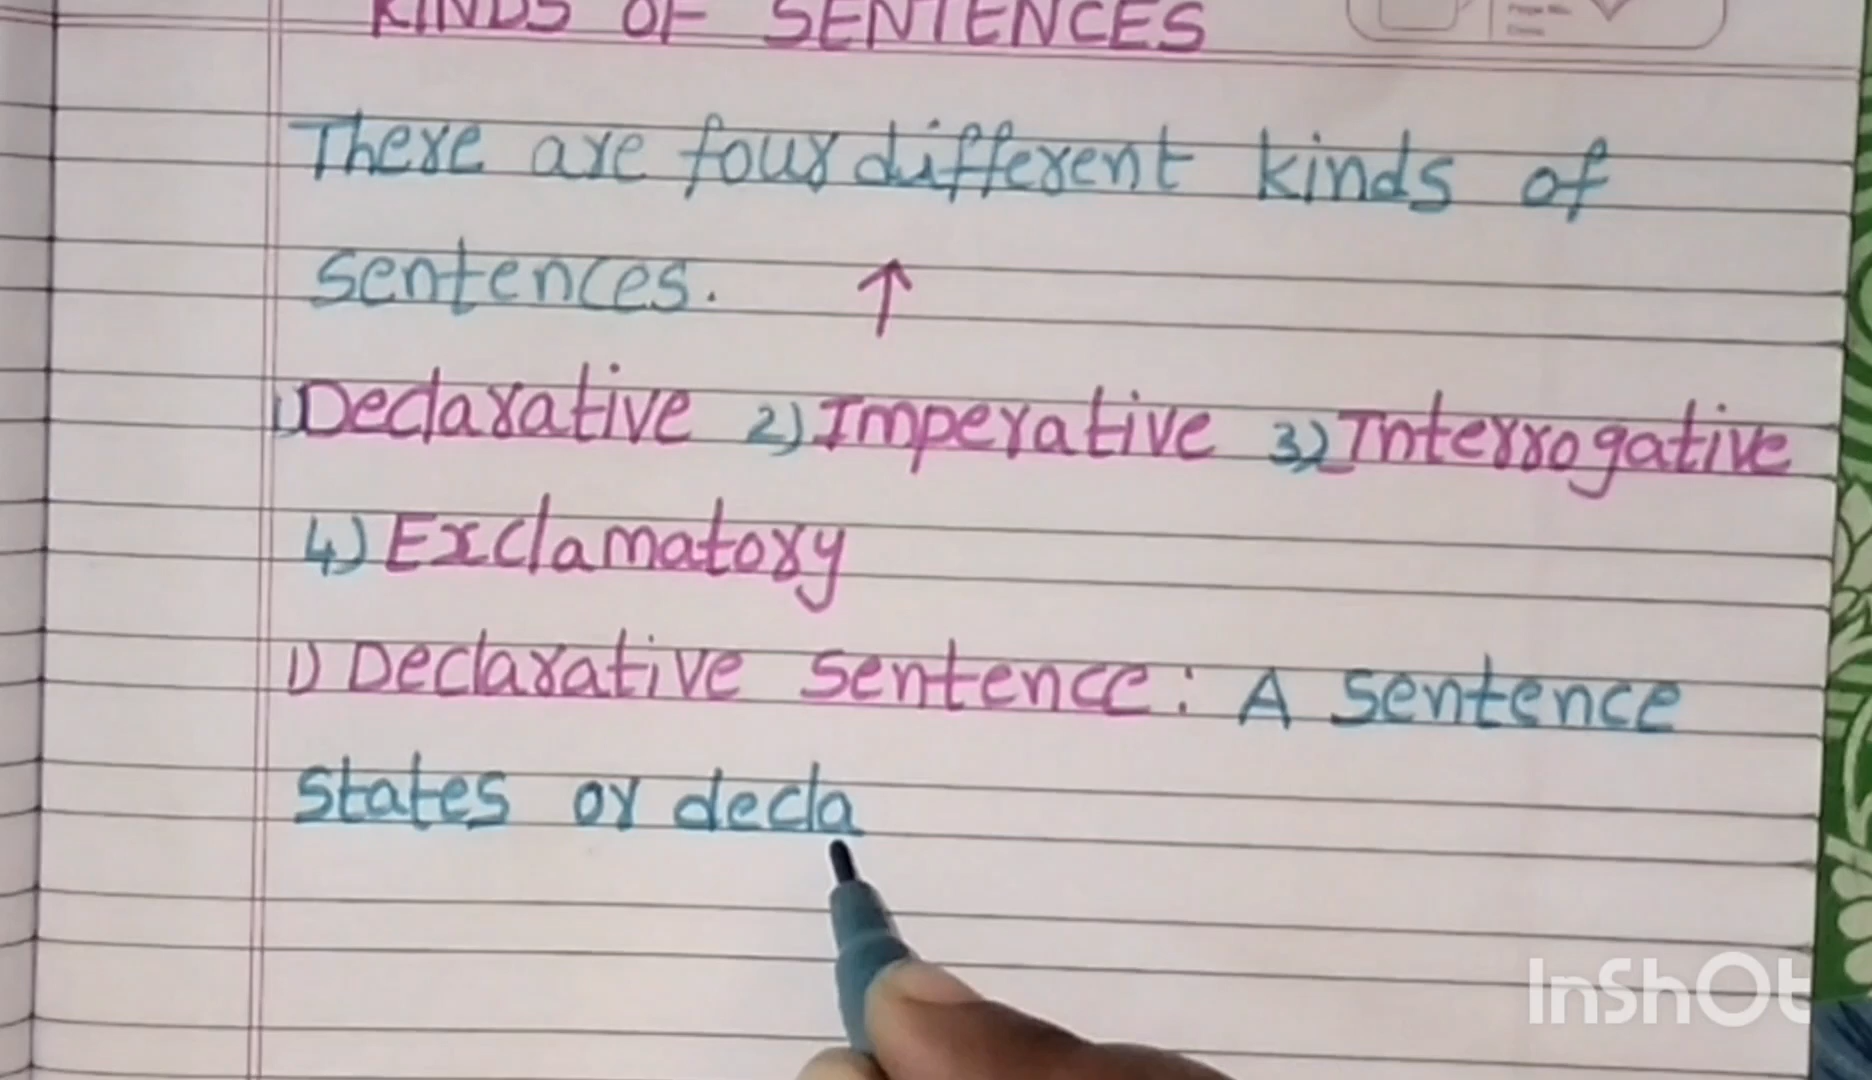 KINDS OF SENTENCES
There are four different kinds of
sentences. ↑
1) Declarative 2) Imperative 3) Interrogative
4) Exclamatory
1) Declarative sentence: A sentence
states or decla
InShOt